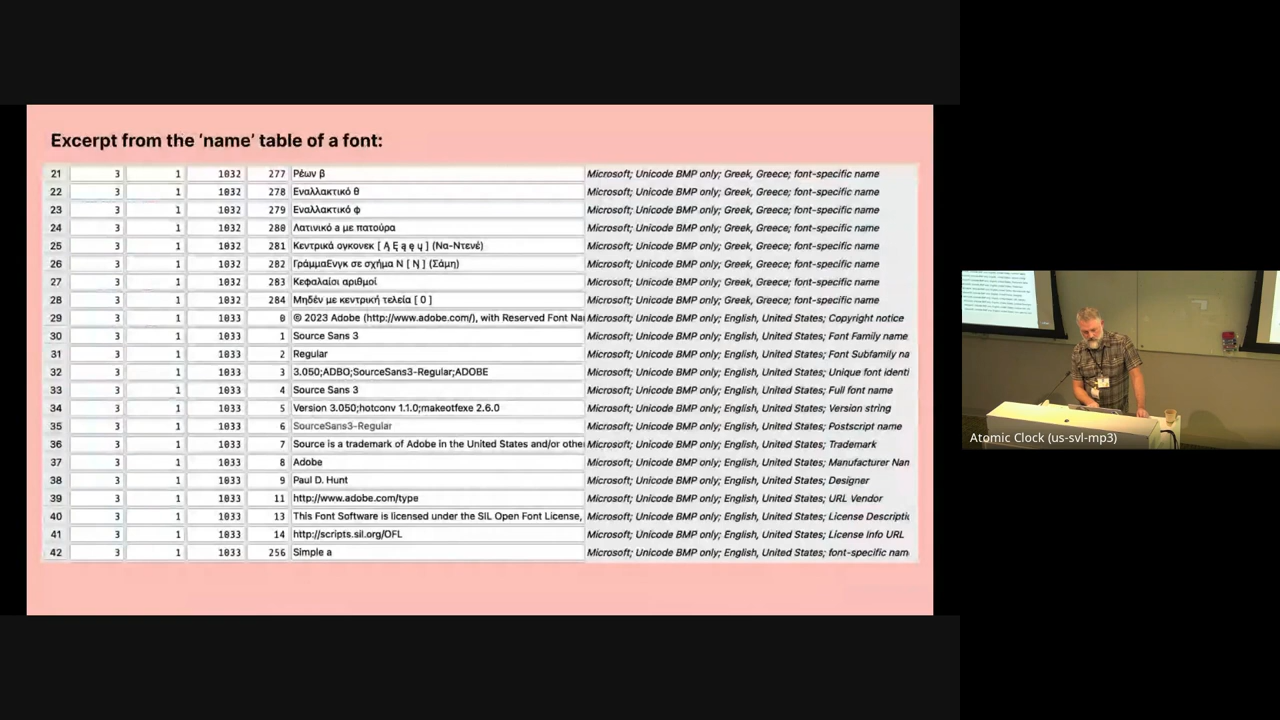 Excerpt from the ‘name’ table of a font:
21 3 1 1032 277 Ρέων β Microsoft; Unicode BMP only; Greek, Greece; font-specific name
22 3 1 1032 278 Εναλλακτικό θ Microsoft; Unicode BMP only; Greek, Greece; font-specific name
23 3 1 1032 279 Εναλλακτικό φ Microsoft; Unicode BMP only; Greek, Greece; font-specific name
24 3 1 1032 280 Λατινικό a με πατούρα Microsoft; Unicode BMP only; Greek, Greece; font-specific name
25 3 1 1032 281 Κεντρικά ογκονεκ [ Ą Ę ą ę ų ] (Να-Ντενέ) Microsoft; Unicode BMP only; Greek, Greece; font-specific name
26 3 1 1032 282 ΓράμμαΕνγκ σε σχήμα Ν [ Ŋ ] (Σάμη) Microsoft; Unicode BMP only; Greek, Greece; font-specific name
27 3 1 1032 283 Κεφαλαίοι αριθμοί Microsoft; Unicode BMP only; Greek, Greece; font-specific name
28 3 1 1032 284 Μηδέν με κεντρική τελεία [ 0 ] Microsoft; Unicode BMP only; Greek, Greece; font-specific name
29 3 1 1033 0 © 2023 Adobe (http://www.adobe.com/), with Reserved Font Na Microsoft; Unicode BMP only; English, United States; Copyright notice
30 3 1 1033 1 Source Sans 3 Microsoft; Unicode BMP only; English, United States; Font Family name
31 3 1 1033 2 Regular Microsoft; Unicode BMP only; English, United States; Font Subfamily na
32 3 1 1033 3 3.050;ADBO;SourceSans3-Regular;ADOBE Microsoft; Unicode BMP only; English, United States; Unique font identi
33 3 1 1033 4 Source Sans 3 Microsoft; Unicode BMP only; English, United States; Full font name
34 3 1 1033 5 Version 3.050;hotconv 1.1.0;makeotfexe 2.6.0 Microsoft; Unicode BMP only; English, United States; Version string
35 3 1 1033 6 SourceSans3-Regular Microsoft; Unicode BMP only; English, United States; Postscript name
36 3 1 1033 7 Source is a trademark of Adobe in the United States and/or othe Microsoft; Unicode BMP only; English, United States; Trademark
37 3 1 1033 8 Adobe Microsoft; Unicode BMP only; English, United States; Manufacturer Nam
38 3 1 1033 9 Paul D. Hunt Microsoft; Unicode BMP only; English, United States; Designer
39 3 1 1033 11 http://www.adobe.com/type Microsoft; Unicode BMP only; English, United States; URL Vendor
40 3 1 1033 13 This Font Software is licensed under the SIL Open Font License, Microsoft; Unicode BMP only; English, United States; License Descriptic
41 3 1 1033 14 http://scripts.sil.org/OFL Microsoft; Unicode BMP only; English, United States; License Info URL
42 3 1 1033 256 Simple a Microsoft; Unicode BMP only; English, United States; font-specific nam
Atomic Clock (us-svl-mp3)